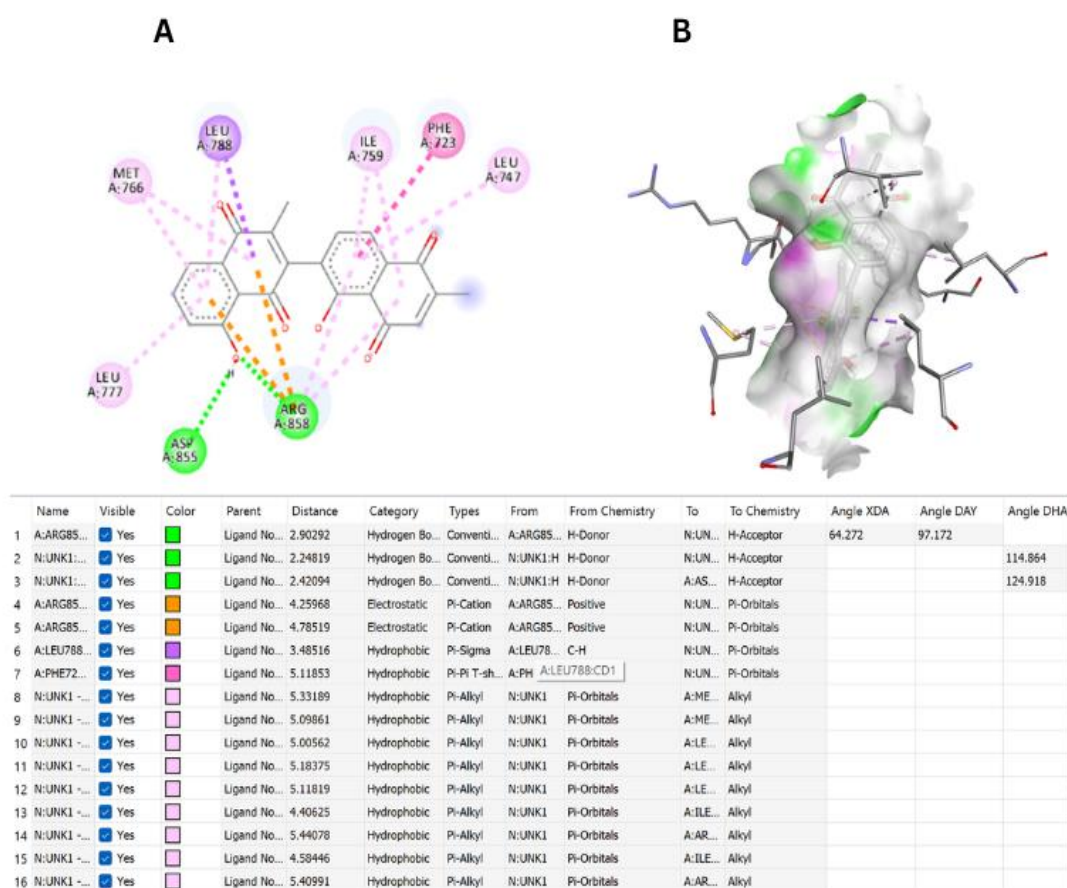 A
B
LEU
A:788
MET
A:766
ILE
A:759
PHE
A:723
LEU
A:747
LEU
A:777
ASP
A:855
ARG
A:858
O
O
O
O
O
O
H
Name Visible Color Parent Distance Category Types From From Chemistry To To Chemistry Angle XDA Angle DAY Angle DHA
1 A:ARG85... Yes Ligand No... 2.90292 Hydrogen Bo... Conventi... A:ARG85... H-Donor N:UN... H-Acceptor 64.272 97.172
2 N:UNK1:... Yes Ligand No... 2.24819 Hydrogen Bo... Conventi... N:UNK1:H H-Donor N:UN... H-Acceptor 114.864
3 N:UNK1:... Yes Ligand No... 2.42094 Hydrogen Bo... Conventi... N:UNK1:H H-Donor A:AS... H-Acceptor 124.918
4 A:ARG85... Yes Ligand No... 4.25968 Electrostatic Pi-Cation A:ARG85... Positive N:UN... Pi-Orbitals
5 A:ARG85... Yes Ligand No... 4.78519 Electrostatic Pi-Cation A:ARG85... Positive N:UN... Pi-Orbitals
6 A:LEU788... Yes Ligand No... 3.48516 Hydrophobic Pi-Sigma A:LEU78... C-H N:UN... Pi-Orbitals
7 A:PHE72... Yes Ligand No... 5.11853 Hydrophobic Pi-Pi T-sh... A:PH A:LEU788:CD1 N:UN... Pi-Orbitals
8 N:UNK1 -... Yes Ligand No... 5.33189 Hydrophobic Pi-Alkyl N:UNK1 Pi-Orbitals A:ME... Alkyl
9 N:UNK1 -... Yes Ligand No... 5.09861 Hydrophobic Pi-Alkyl N:UNK1 Pi-Orbitals A:ME... Alkyl
10 N:UNK1 -... Yes Ligand No... 5.00562 Hydrophobic Pi-Alkyl N:UNK1 Pi-Orbitals A:LE... Alkyl
11 N:UNK1 -... Yes Ligand No... 5.18375 Hydrophobic Pi-Alkyl N:UNK1 Pi-Orbitals A:LE... Alkyl
12 N:UNK1 -... Yes Ligand No... 5.11819 Hydrophobic Pi-Alkyl N:UNK1 Pi-Orbitals A:LE... Alkyl
13 N:UNK1 -... Yes Ligand No... 4.40625 Hydrophobic Pi-Alkyl N:UNK1 Pi-Orbitals A:ILE... Alkyl
14 N:UNK1 -... Yes Ligand No... 5.44078 Hydrophobic Pi-Alkyl N:UNK1 Pi-Orbitals A:AR... Alkyl
15 N:UNK1 -... Yes Ligand No... 4.58446 Hydrophobic Pi-Alkyl N:UNK1 Pi-Orbitals A:ILE... Alkyl
16 N:UNK1 -... Yes Ligand No... 5.40991 Hydrophobic Pi-Alkyl N:UNK1 Pi-Orbitals A:AR... Alkyl